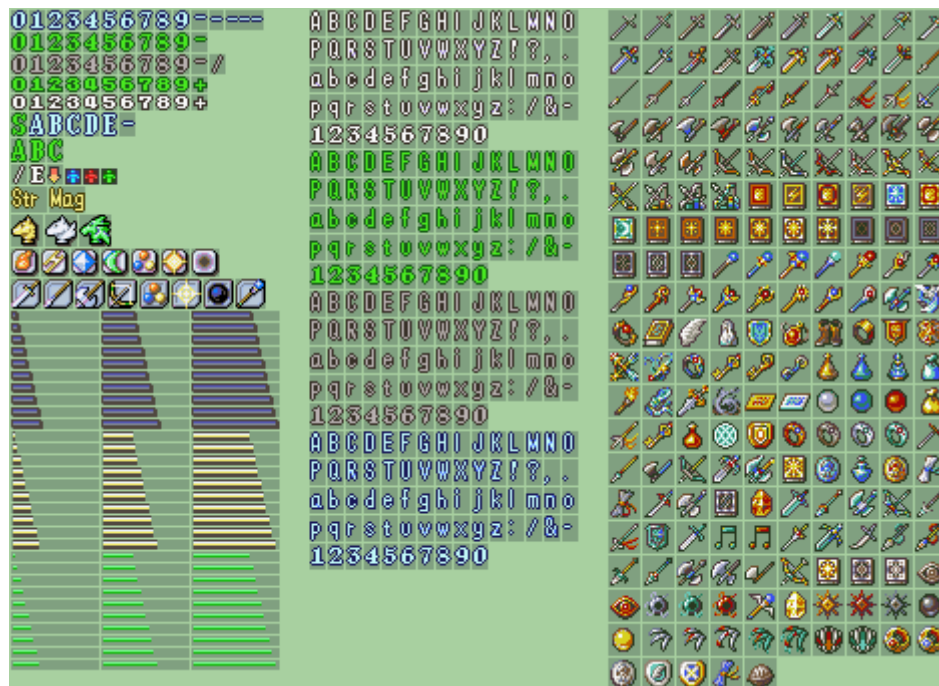 0123456789-----
0123456789-
0123456789-/
0123456789+
0123456789+
SABCDE-
ABC
/E
Str Mag
ABCDEFGHIJKLMNO
PQRSTUVWXYZ!?,.
abcdefghijklmno
pqrstuvwxyz:/&-
1234567890
ABCDEFGHIJKLMNO
PQRSTUVWXYZ!?,.
abcdefghijklmno
pqrstuvwxyz:/&-
1234567890
ABCDEFGHIJKLMNO
PQRSTUVWXYZ!?,.
abcdefghijklmno
pqrstuvwxyz:/&-
1234567890
ABCDEFGHIJKLMNO
PQRSTUVWXYZ!?,.
abcdefghijklmno
pqrstuvwxyz:/&-
1234567890